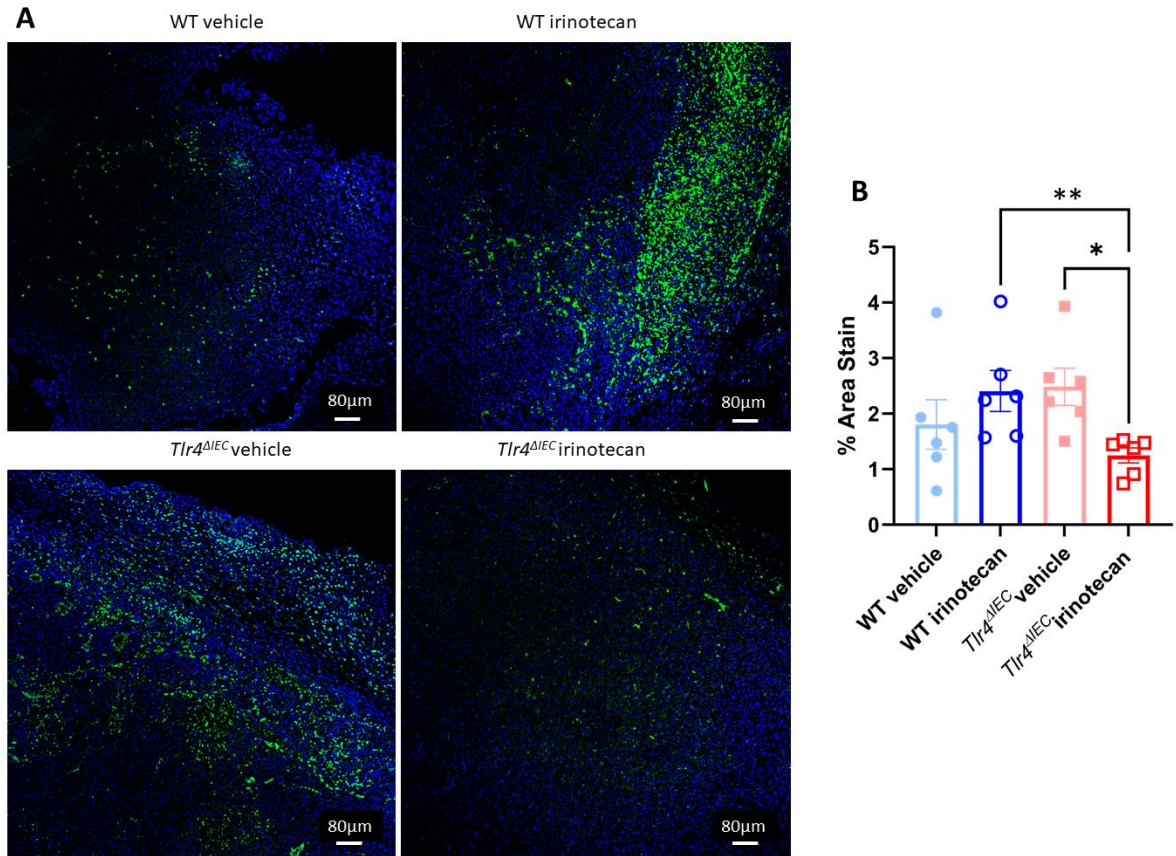 A
WT vehicle
WT irinotecan
80µm
80µm
Tlr4ΔIEC vehicle
Tlr4ΔIEC irinotecan
80µm
80µm
B
**
*
% Area Stain
5
4
3
2
1
0
WT vehicle
WT irinotecan
Tlr4ΔIEC vehicle
Tlr4ΔIEC irinotecan